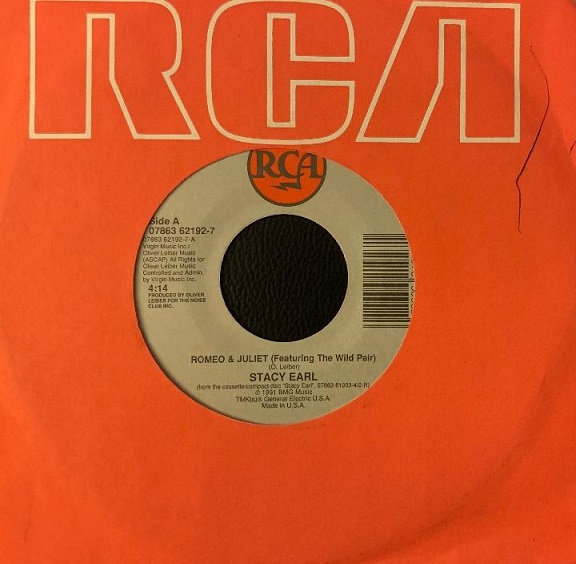 RCA
RCA
Side A
07863 62192-7
07863 62192-7-A
Virgin Music Inc./
Oliver Leiber Music
(ASCAP) All Rights for
Oliver Leiber Music
Controlled and Admin.
by Virgin Music Inc.
4:14
PRODUCED BY OLIVER
LEIBER FOR THE NOISE
CLUB INC.
ROMEO & JULIET (Featuring The Wild Pair)
(O. Leiber)
STACY EARL
(from the cassette/compact disc "Stacy Earl", 07863 61003-4/2-R)
© 1991 BMG Music
TMK(s)® General Electric U.S.A.
Made in U.S.A.